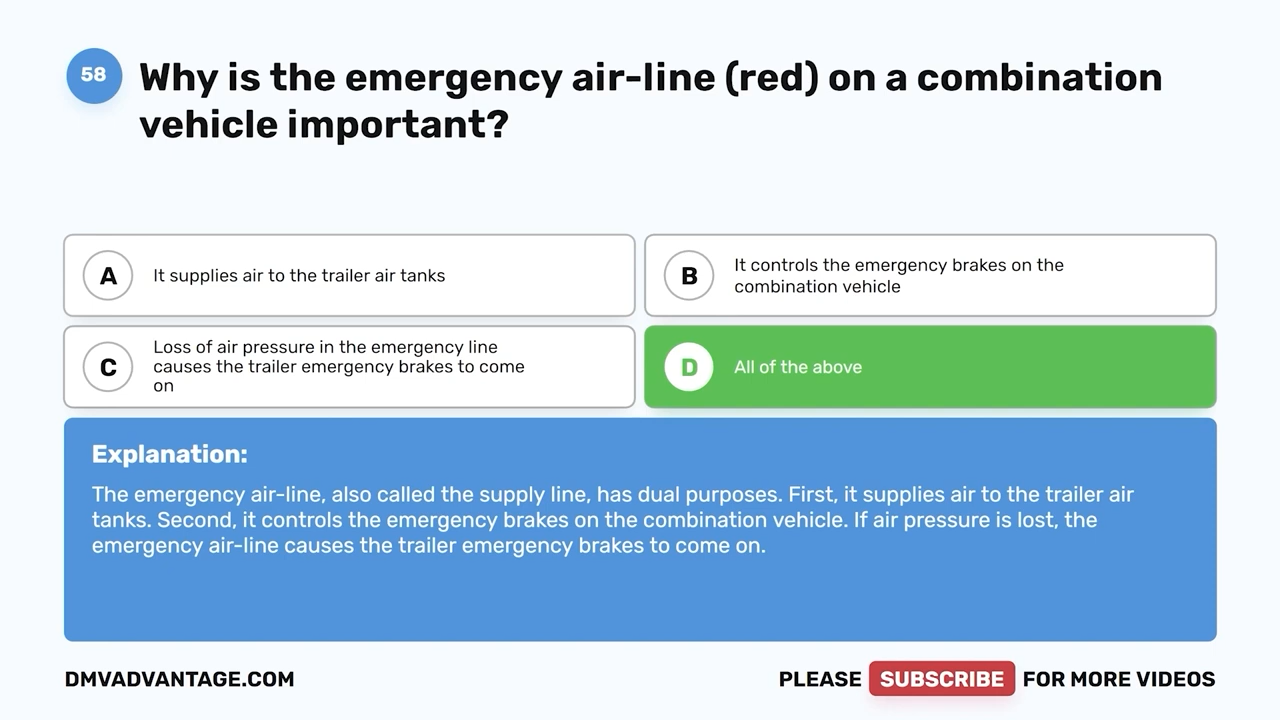 58
Why is the emergency air-line (red) on a combination
vehicle important?
A
It supplies air to the trailer air tanks
B
It controls the emergency brakes on the
combination vehicle
C
Loss of air pressure in the emergency line
causes the trailer emergency brakes to come
on
D
All of the above
Explanation:
The emergency air-line, also called the supply line, has dual purposes. First, it supplies air to the trailer air
tanks. Second, it controls the emergency brakes on the combination vehicle. If air pressure is lost, the
emergency air-line causes the trailer emergency brakes to come on.
DMVADVANTAGE.COM
PLEASE SUBSCRIBE FOR MORE VIDEOS